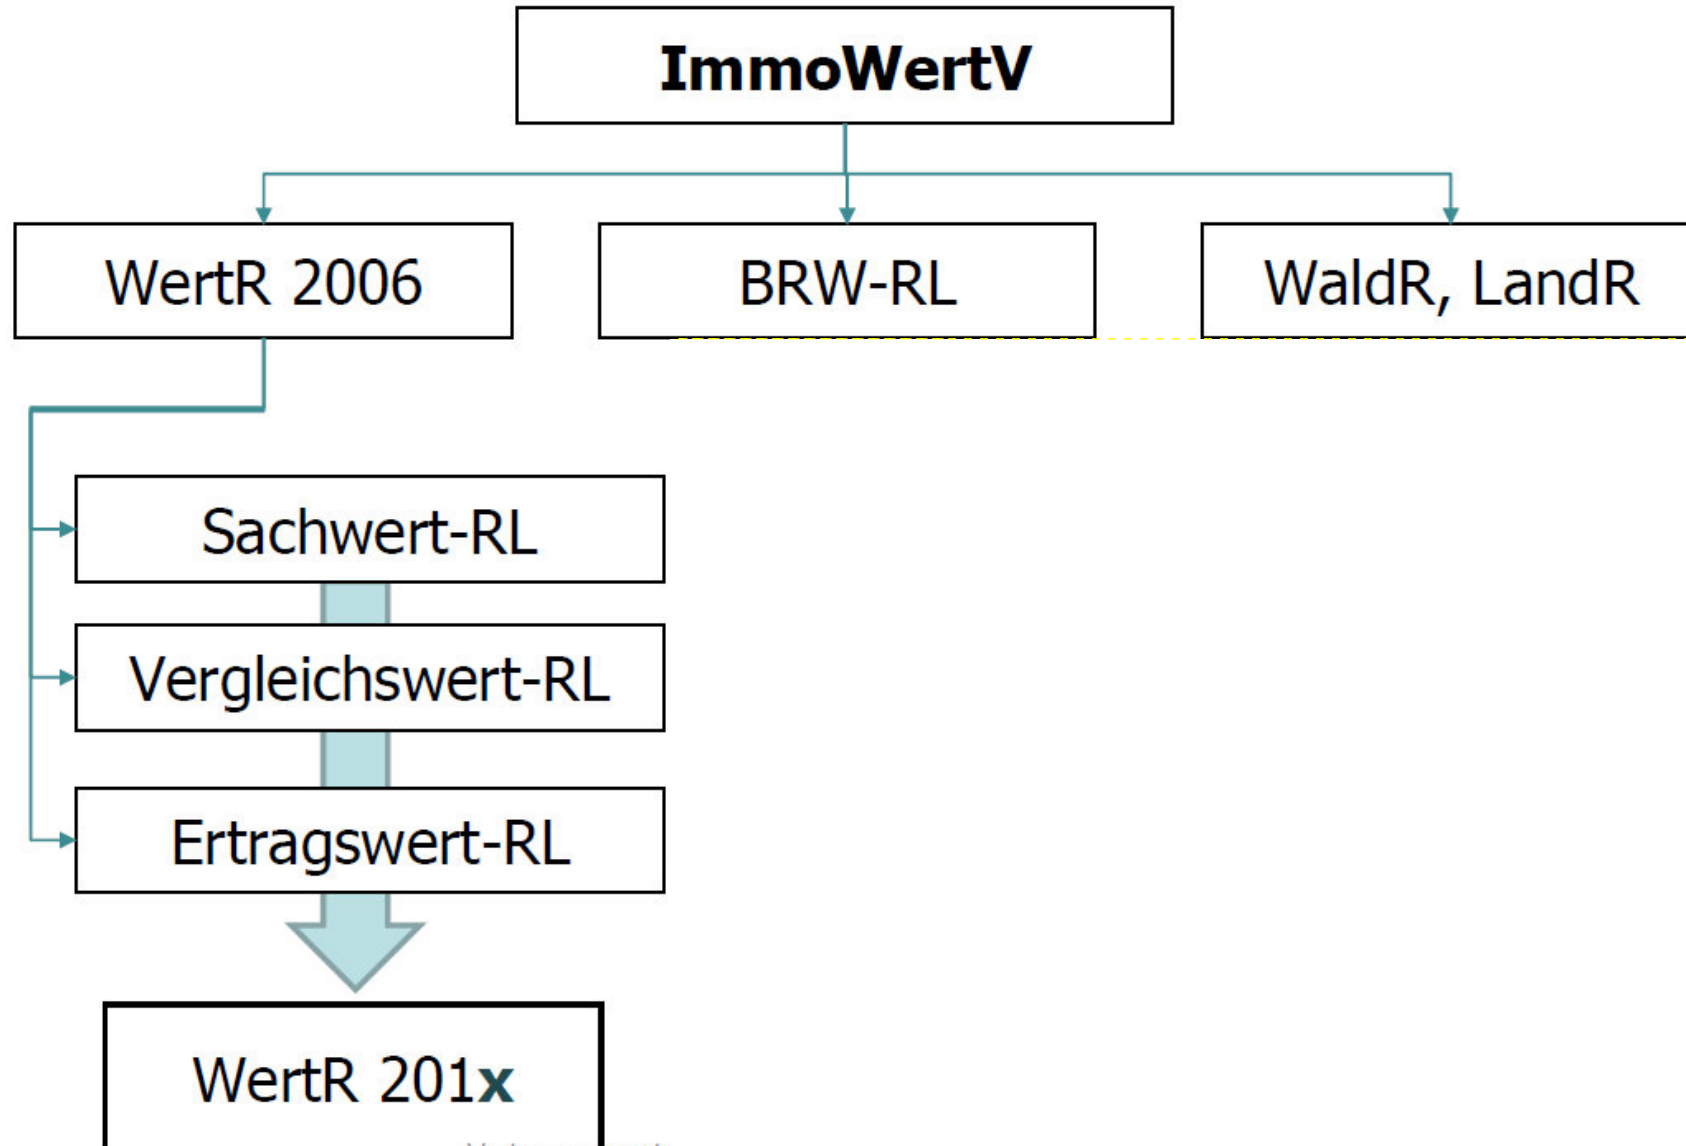 ImmoWertV
WertR 2006
BRW-RL
WaldR, LandR
Sachwert-RL
Vergleichswert-RL
Ertragswert-RL
WertR 201x